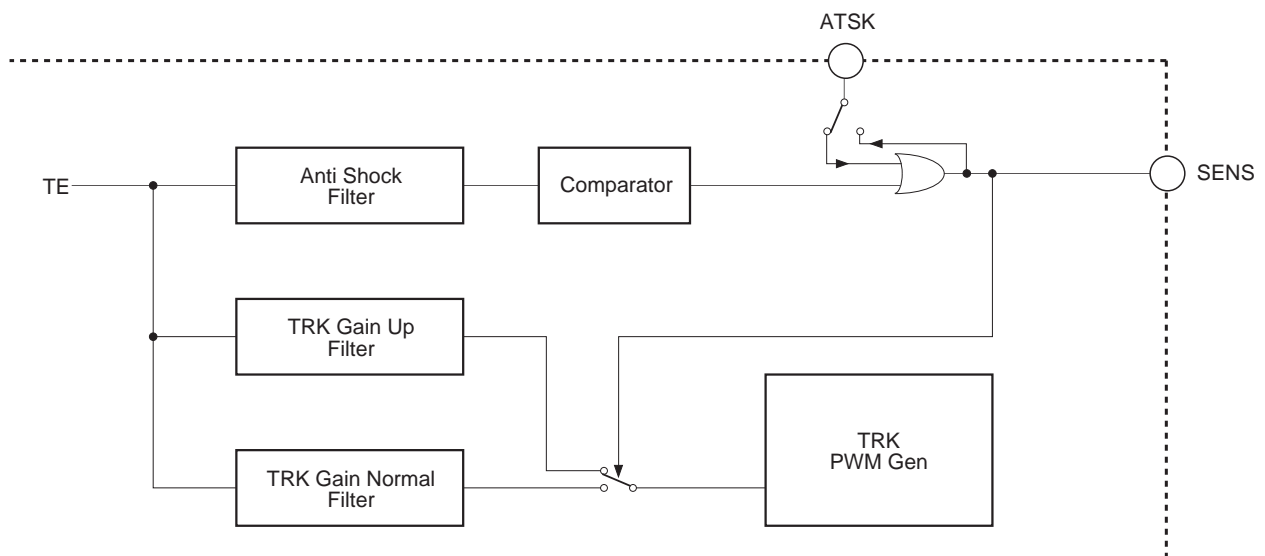 ATSK
TE
Anti Shock
Filter
Comparator
SENS
TRK Gain Up
Filter
TRK Gain Normal
Filter
TRK
PWM Gen